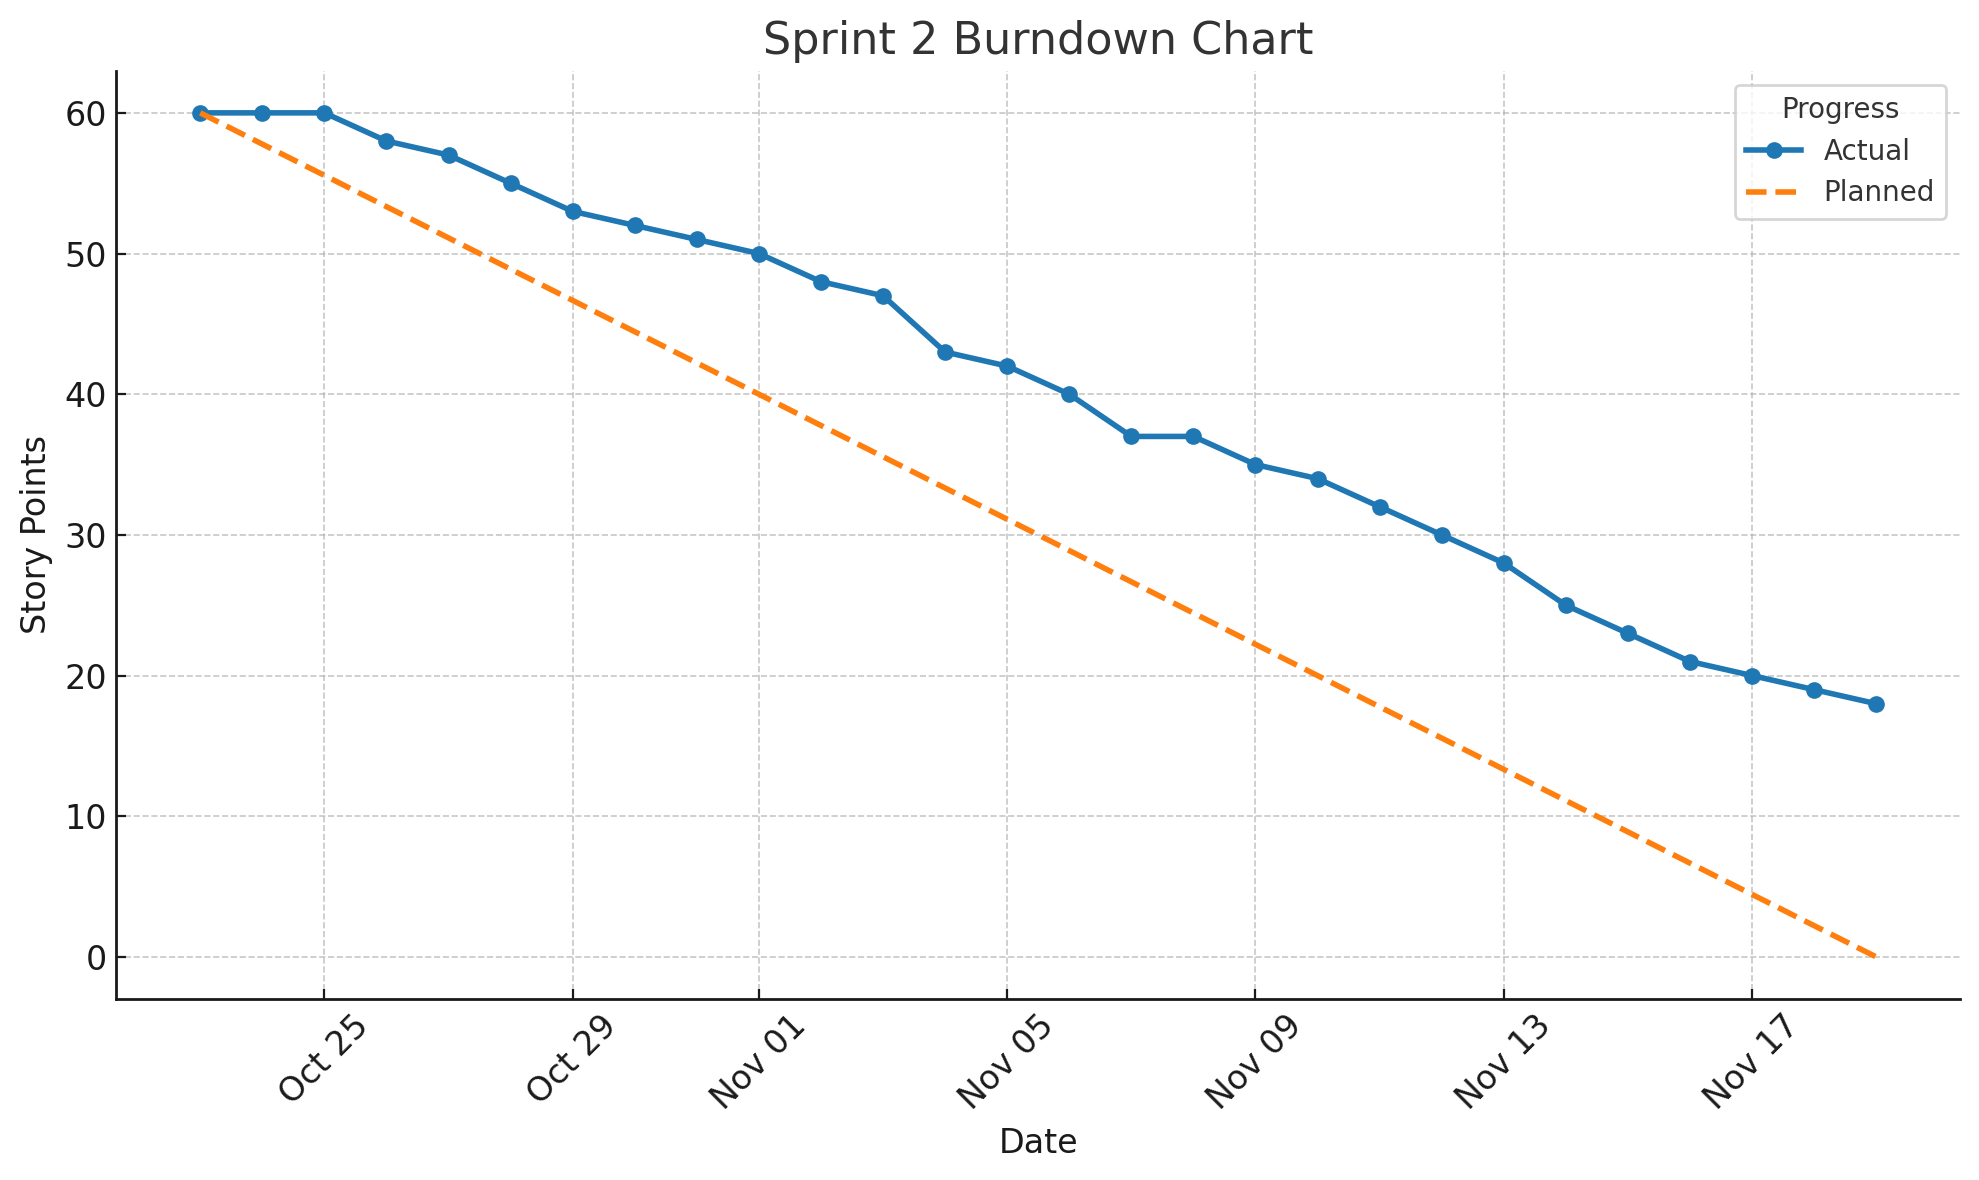 Sprint 2 Burndown Chart
Progress
Actual
Planned
Story Points
60
50
40
30
20
10
0
Oct 25
Oct 29
Nov 01
Nov 05
Nov 09
Nov 13
Nov 17
Date